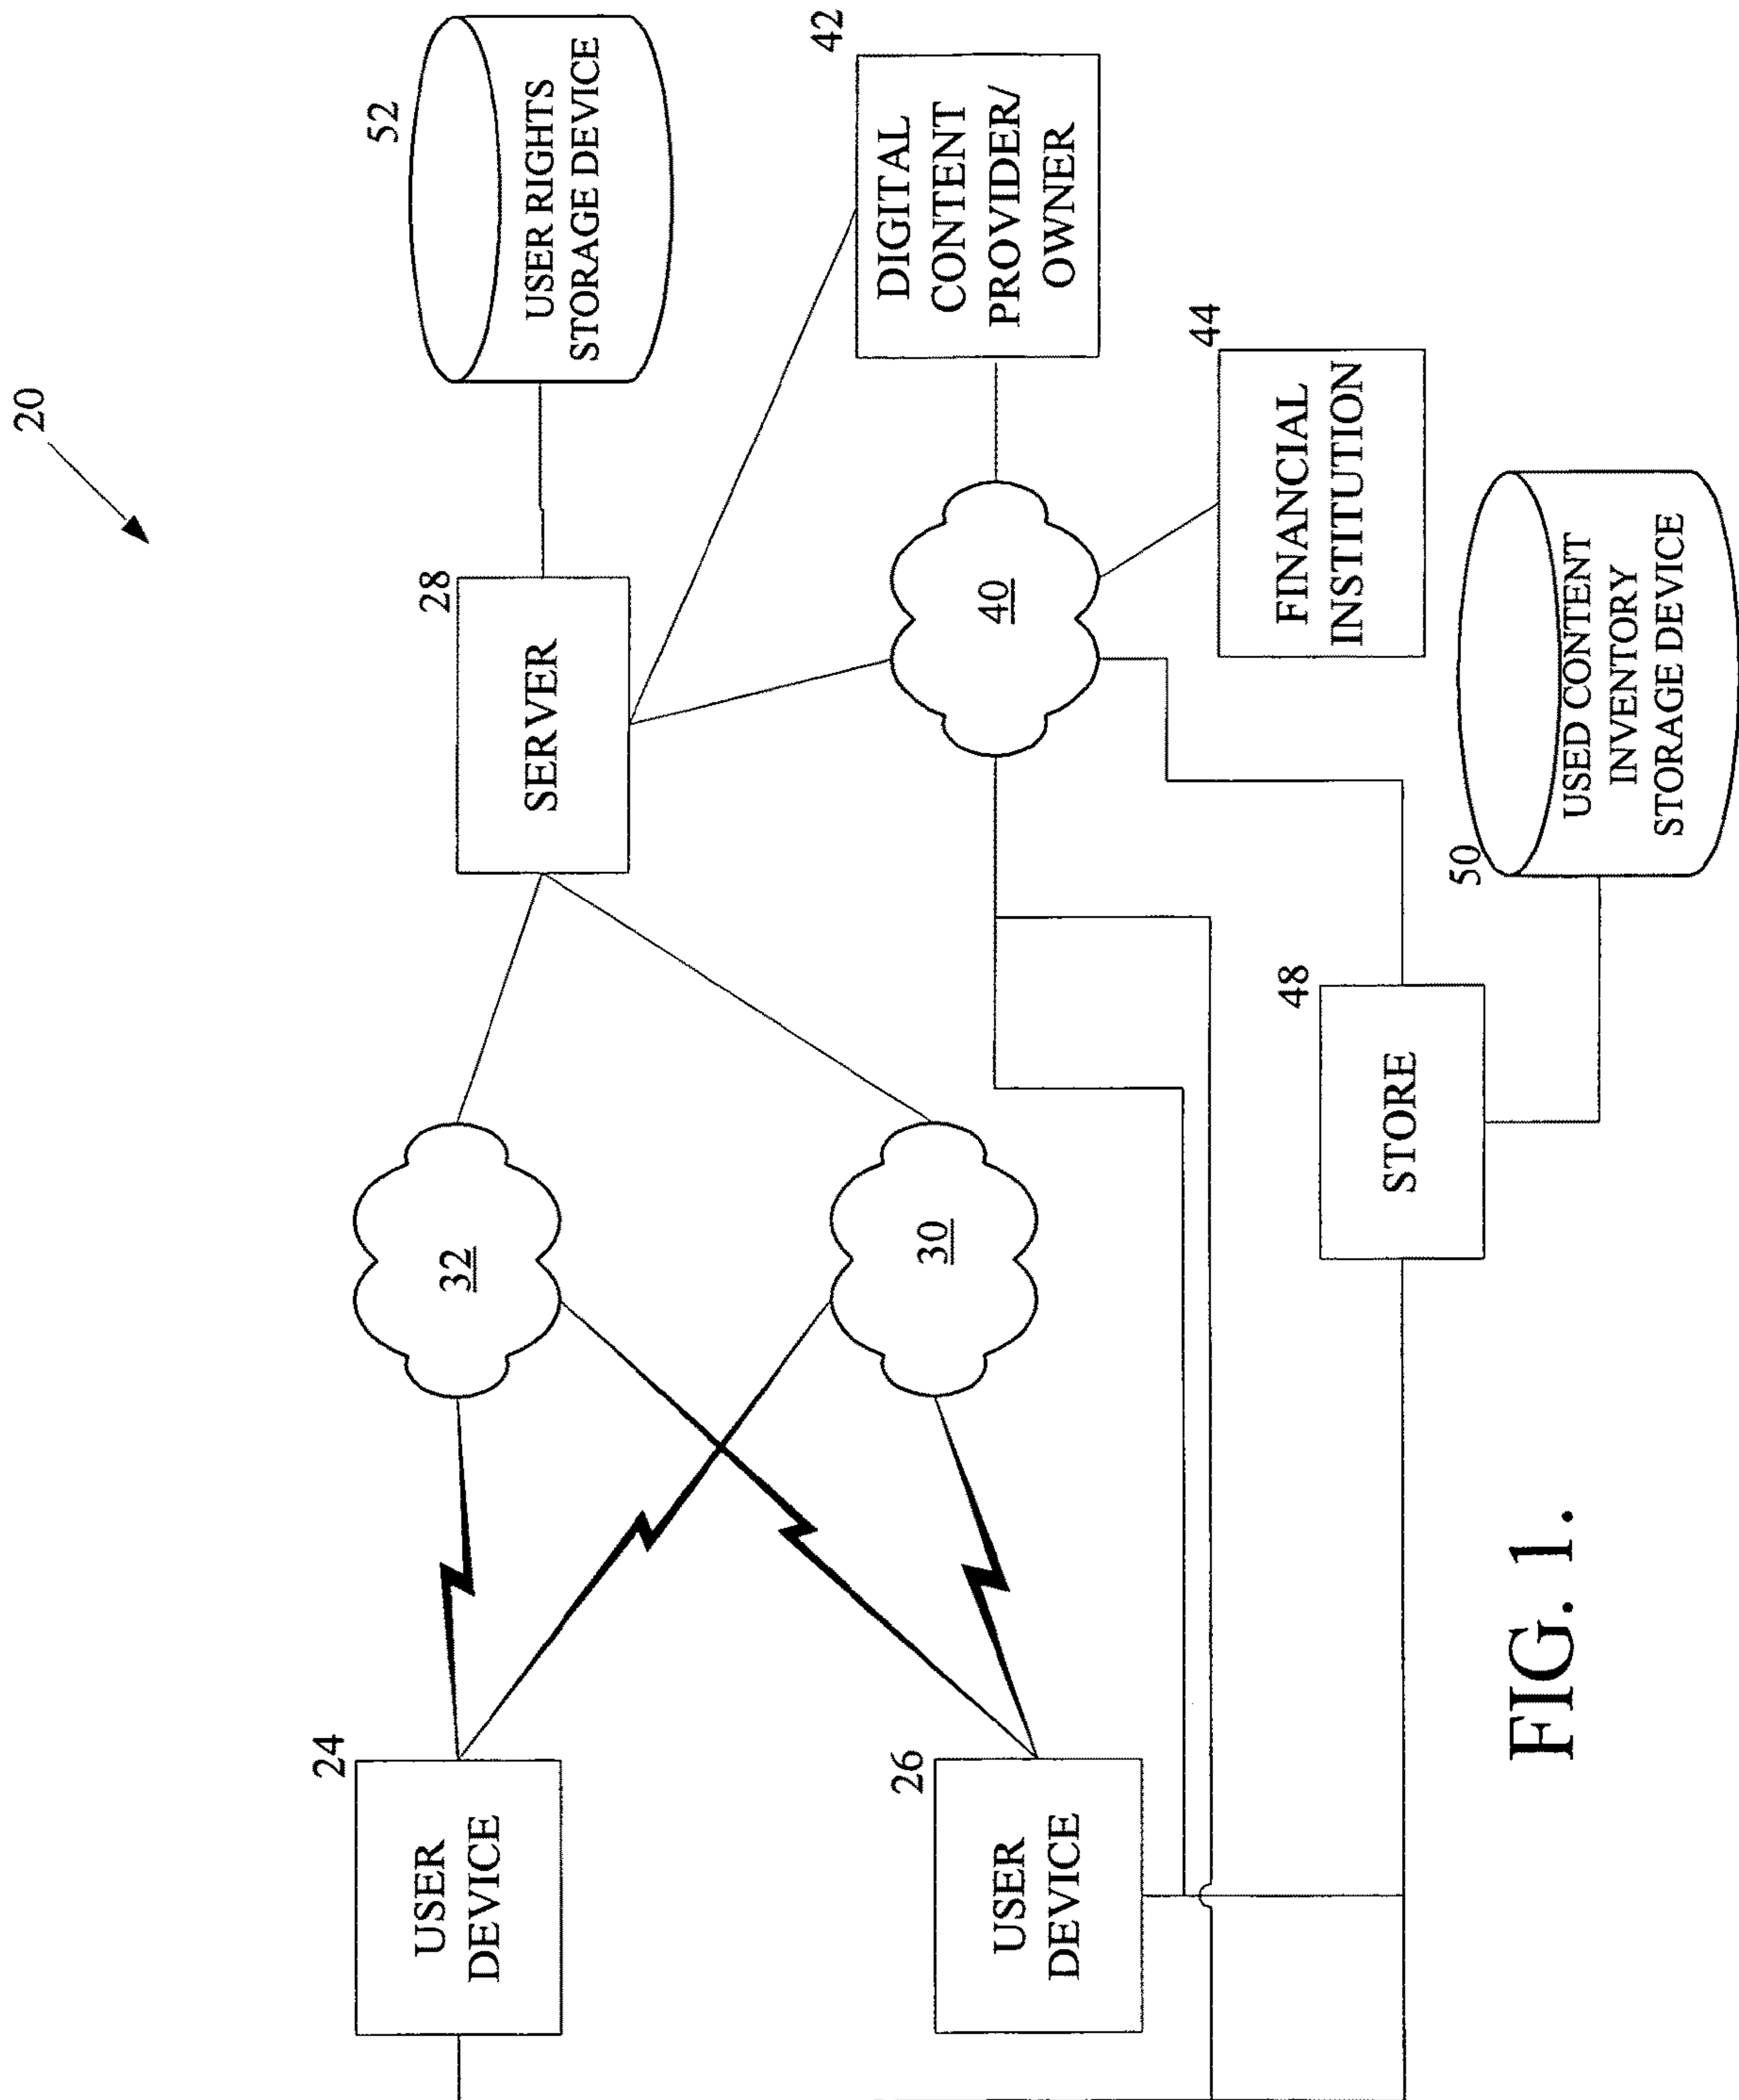 20
24
USER
DEVICE
32
28
SERVER
52
USER RIGHTS
STORAGE DEVICE
26
USER
DEVICE
30
40
42
DIGITAL
CONTENT
PROVIDER/
OWNER
44
FINANCIAL
INSTITUTION
48
STORE
50
USED CONTENT
INVENTORY
STORAGE DEVICE
FIG. 1.